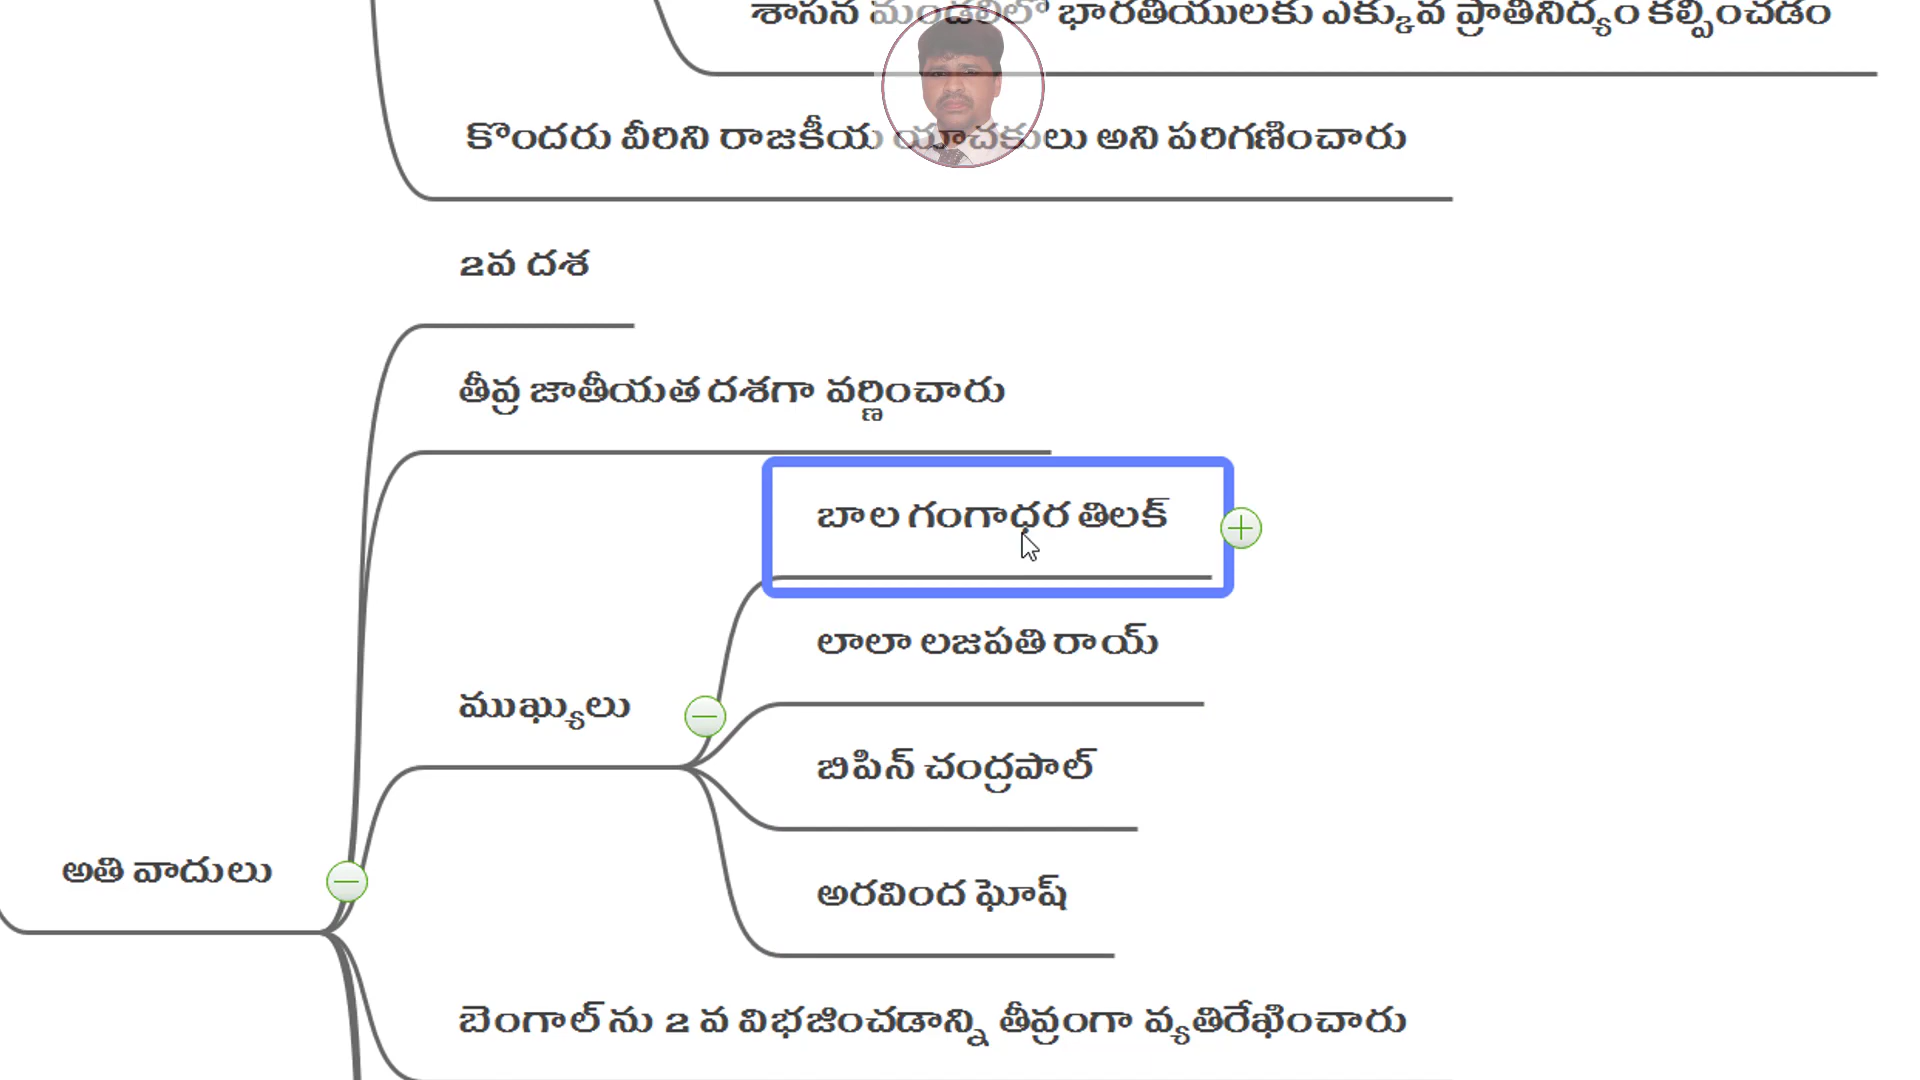 శాసన మండలిలో భారతీయులకు ఎక్కువ ప్రాతినిద్యం కల్పించడం
కొందరు వీరిని రాజకీయ యాచకులు అని పరిగణించారు
2వ దశ
తీవ్ర జాతీయత దశగా వర్ణించారు
బాల గంగాధర తిలక్
లాలా లజపతి రాయ్
ముఖ్యులు
బిపిన్ చంద్రపాల్
అతి వాదులు
అరవింద ఘోష్
బెంగాల్ ను 2 వ విభజించడాన్ని తీవ్రంగా వ్యతిరేఖించారు